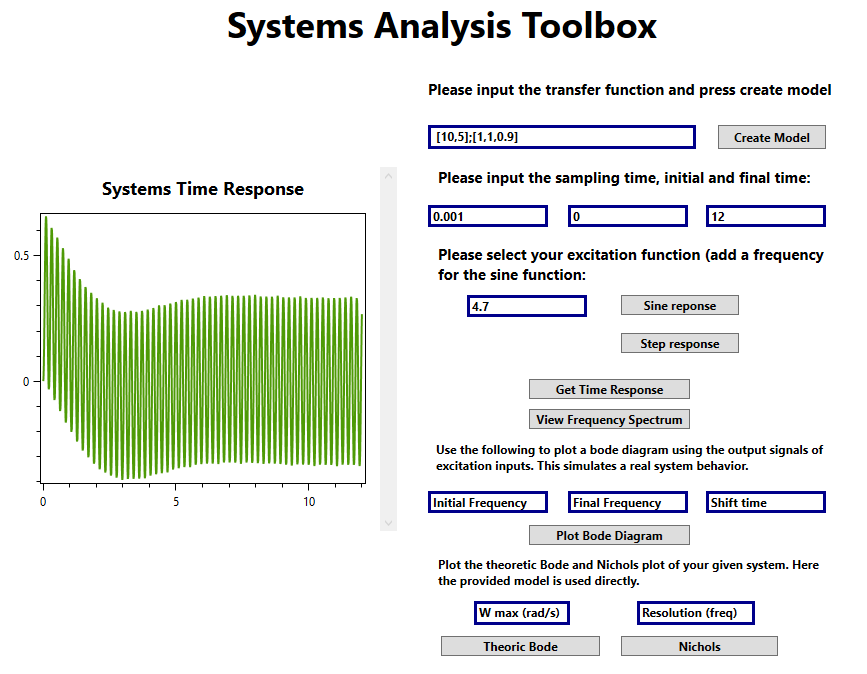 Systems Analysis Toolbox
Please input the transfer function and press create model
[10,5];[1,1,0.9]
Create Model
Please input the sampling time, initial and final time:
0.001
0
12
Please select your excitation function (add a frequency
for the sine function:
4.7
Sine reponse
Step response
Get Time Response
View Frequency Spectrum
Use the following to plot a bode diagram using the output signals of
excitation inputs. This simulates a real system behavior.
Initial Frequency
Final Frequency
Shift time
Plot Bode Diagram
Plot the theoretic Bode and Nichols plot of your given system. Here
the provided model is used directly.
W max (rad/s)
Resolution (freq)
Theoric Bode
Nichols
Systems Time Response
0.5
0
0
5
10